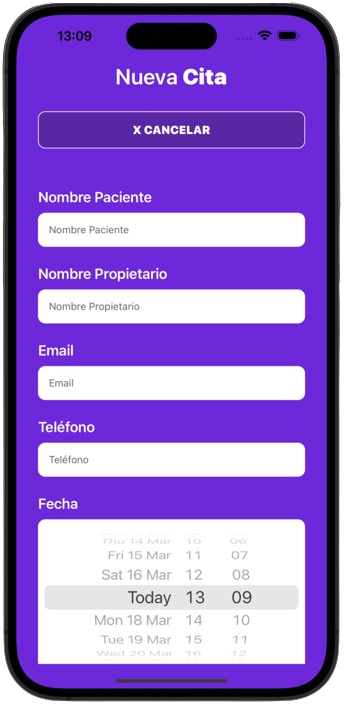 13:09
Nueva Cita
X CANCELAR
Nombre Paciente
Nombre Paciente
Nombre Propietario
Nombre Propietario
Email
Email
Teléfono
Teléfono
Fecha
Thu 14 Mar 10 06
Fri 15 Mar 11 07
Sat 16 Mar 12 08
Today 13 09
Mon 18 Mar 14 10
Tue 19 Mar 15 11
Wed 20 Mar 16 12